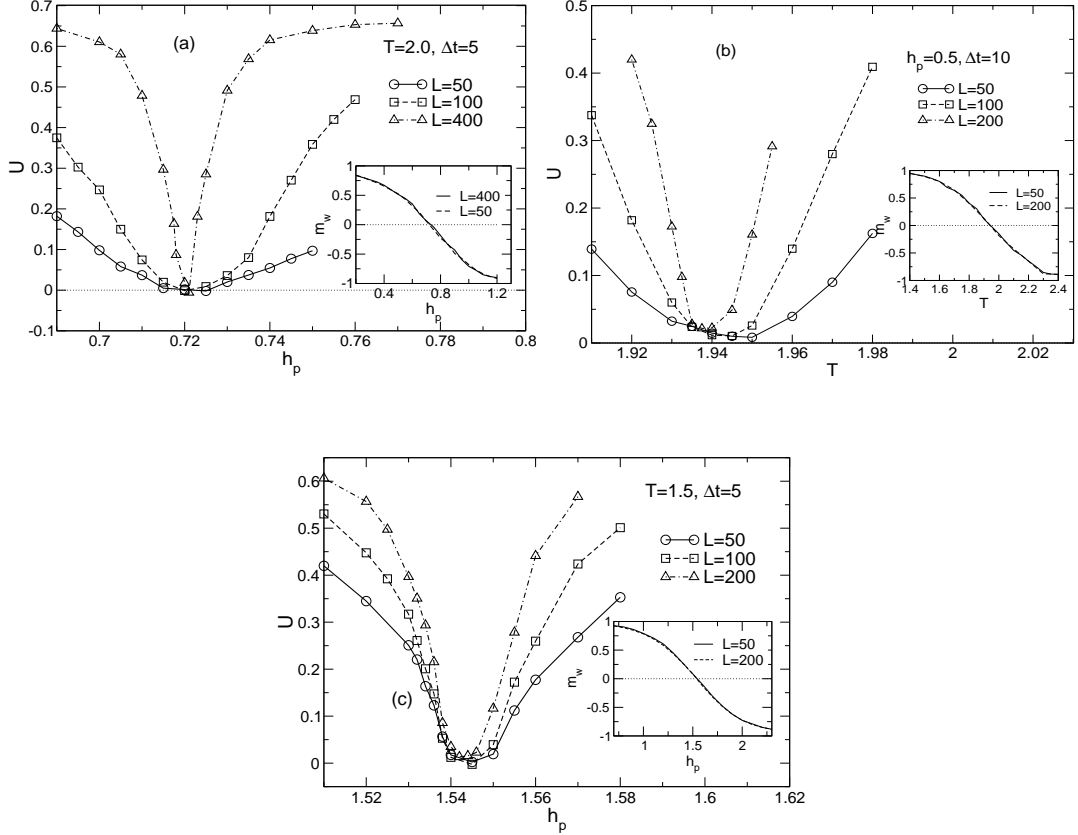 (a)
T=2.0, Δt=5
L=50
L=100
L=400
U
0.7
0.6
0.5
0.4
0.3
0.2
0.1
0
-0.1
0.7 0.72 0.74 0.76 0.78 0.8
h_p
m_w
1
0.5
0
-0.5
-1
L=400
L=50
0.4 0.8 1.2
h_p
(b)
h_p=0.5, Δt=10
L=50
L=100
L=200
U
0.5
0.4
0.3
0.2
0.1
0
1.92 1.94 1.96 1.98 2 2.02
T
m_w
1
0.5
0
-0.5
-1
L=50
L=200
1.4 1.6 1.8 2 2.2 2.4
T
(c)
T=1.5, Δt=5
L=50
L=100
L=200
U
0.6
0.5
0.4
0.3
0.2
0.1
0
1.52 1.54 1.56 1.58 1.6 1.62
h_p
m_w
1
0.5
0
-0.5
-1
L=50
L=200
1 1.5 2
h_p